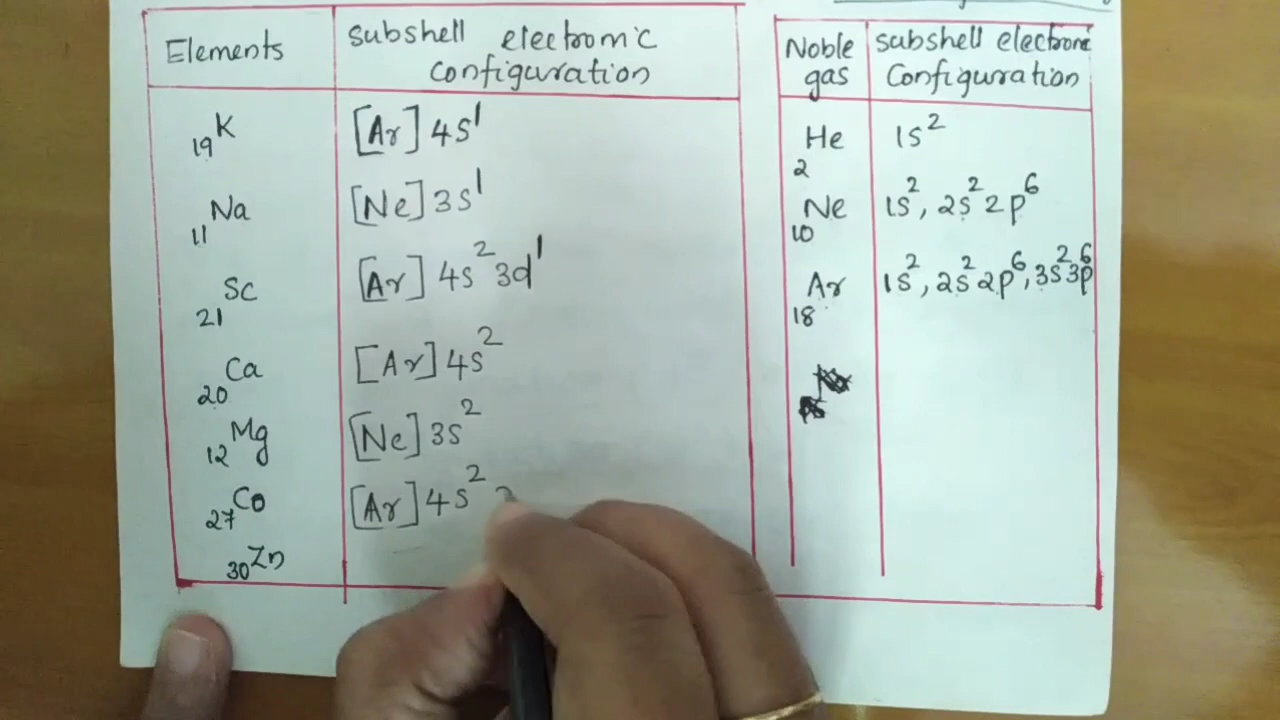 Elements
Subshell electronic
Configuration
19K
[Ar] 4s1
11Na
[Ne] 3s1
21Sc
[Ar] 4s2 3d1
20Ca
[Ar] 4s2
12Mg
[Ne] 3s2
27Co
[Ar] 4s2
30Zn
Noble
gas
Subshell electronic
Configuration
He
2
1s2
Ne
10
1s2, 2s2 2p6
Ar
18
1s2, 2s2 2p6, 3s2 3p6